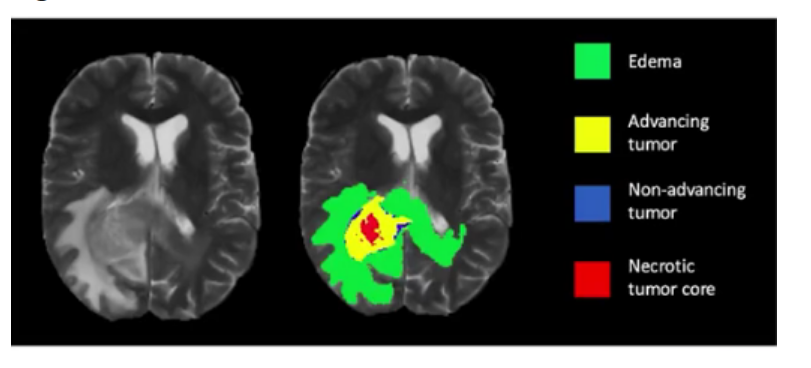 Edema
Advancing
tumor
Non-advancing
tumor
Necrotic
tumor core